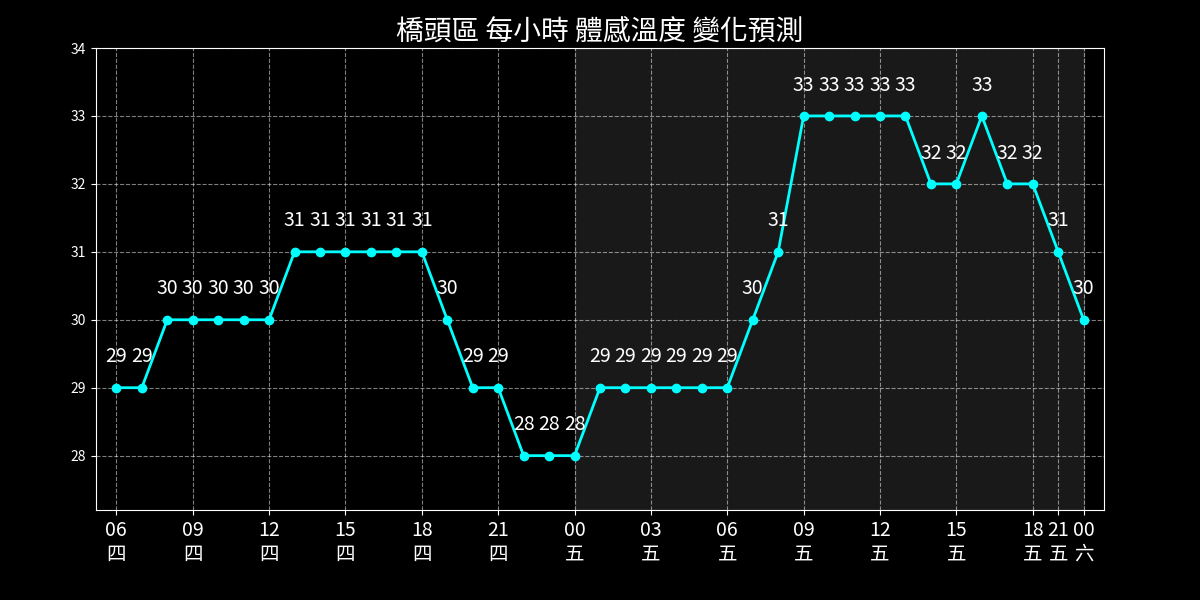 橋頭區 每小時 體感溫度 變化預測
34
33 33 33 33 33 33
33
32 32 32 32
32
31 31 31 31 31 31 31 31
31
30 30 30 30 30 30 30 30
30
29 29 29 29 29 29 29 29 29 29
29
28 28 28
28
06 09 12 15 18 21 00 03 06 09 12 15 18 21 00
四 四 四 四 四 四 五 五 五 五 五 五 五 五 六